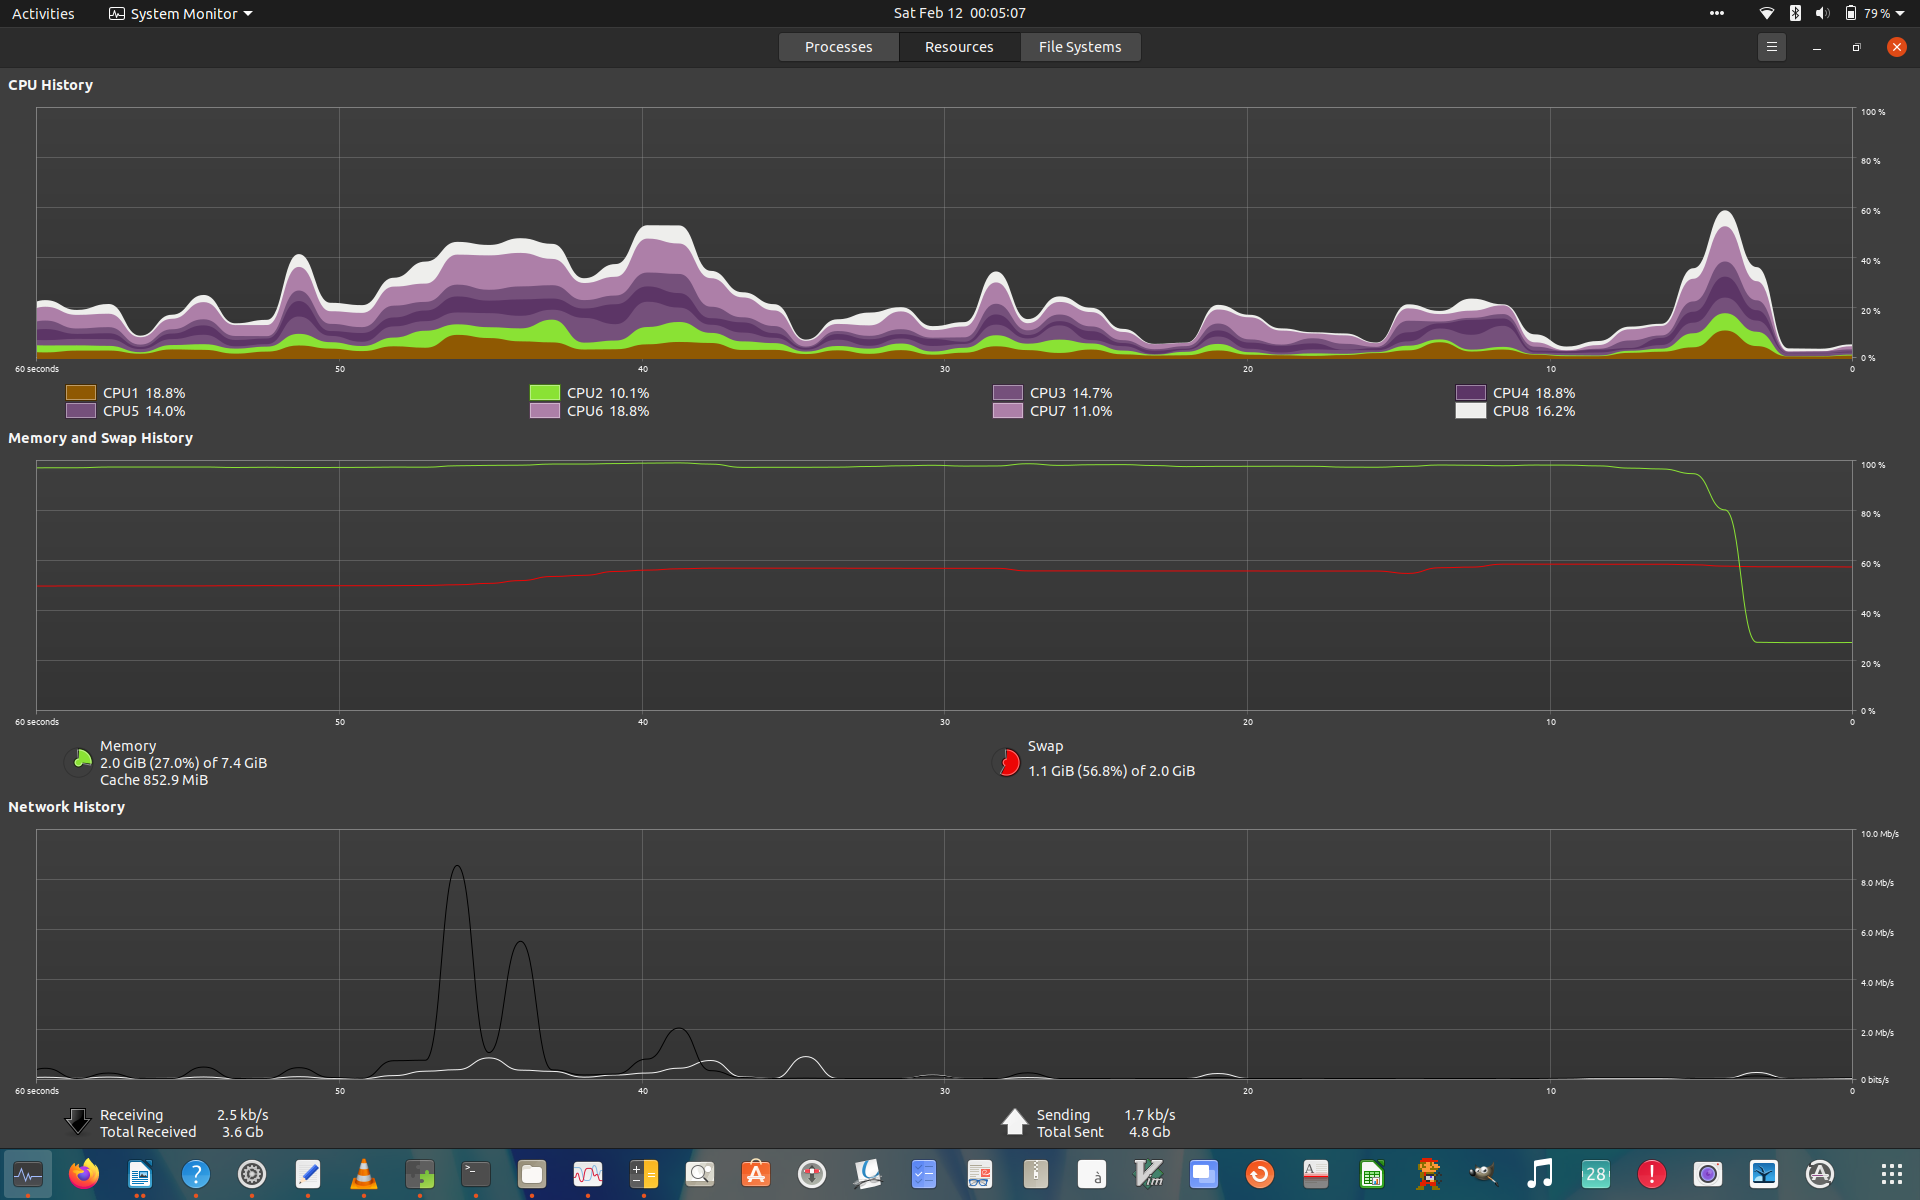 Activities
System Monitor
Sat Feb 12 00:05:07
79 %
Processes
Resources
File Systems
CPU History
100 %
80 %
60 %
40 %
20 %
0 %
60 seconds 50 40 30 20 10 0
CPU1 18.8% CPU2 10.1% CPU3 14.7% CPU4 18.8%
CPU5 14.0% CPU6 18.8% CPU7 11.0% CPU8 16.2%
Memory and Swap History
100 %
80 %
60 %
40 %
20 %
0 %
60 seconds 50 40 30 20 10 0
Memory
2.0 GiB (27.0%) of 7.4 GiB
Cache 852.9 MiB
Swap
1.1 GiB (56.8%) of 2.0 GiB
Network History
10.0 Mb/s
8.0 Mb/s
6.0 Mb/s
4.0 Mb/s
2.0 Mb/s
0 bits/s
60 seconds 50 40 30 20 10 0
Receiving 2.5 kb/s
Total Received 3.6 Gb
Sending 1.7 kb/s
Total Sent 4.8 Gb
? >_ A à Vim A 28 !